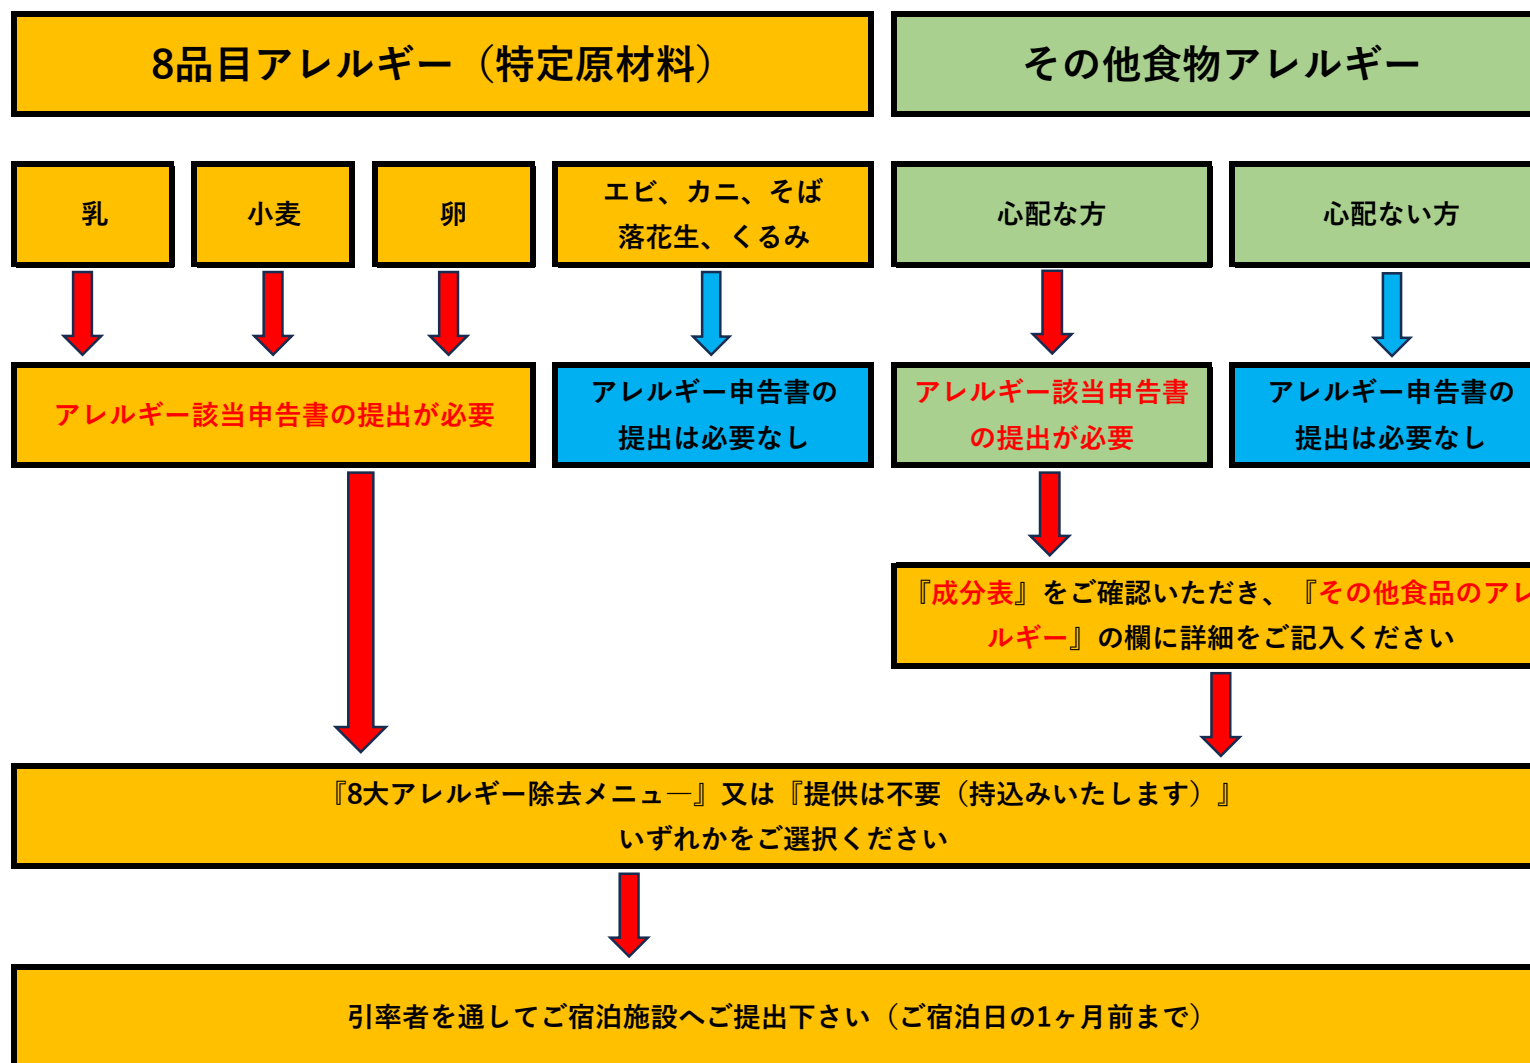 8品目アレルギー（特定原材料）
その他食物アレルギー
乳
小麦
卵
エビ、カニ、そば
落花生、くるみ
心配な方
心配ない方
アレルギー該当申告書の提出が必要
アレルギー申告書の
提出は必要なし
アレルギー該当申告書
の提出が必要
アレルギー申告書の
提出は必要なし
『成分表』をご確認いただき、『その他食品のアレ
ルギー』の欄に詳細をご記入ください
『8大アレルギー除去メニュ―』又は『提供は不要（持込みいたします）』
いずれかをご選択ください
引率者を通してご宿泊施設へご提出下さい（ご宿泊日の1ヶ月前まで）